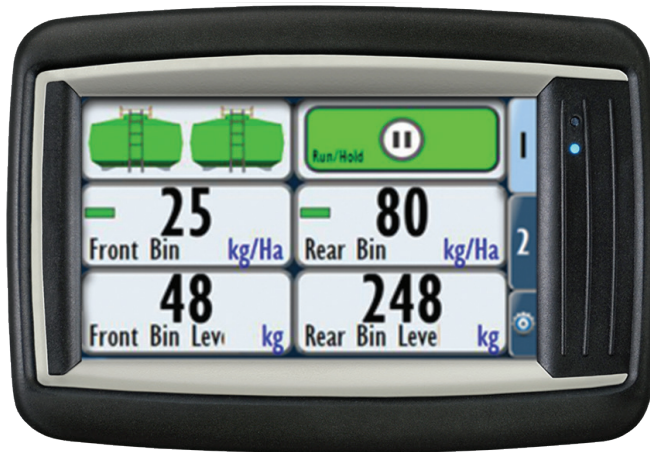 Run/Hold
1
25
Front Bin kg/Ha
80
Rear Bin kg/Ha
2
48
Front Bin Lev kg
248
Rear Bin Leve kg